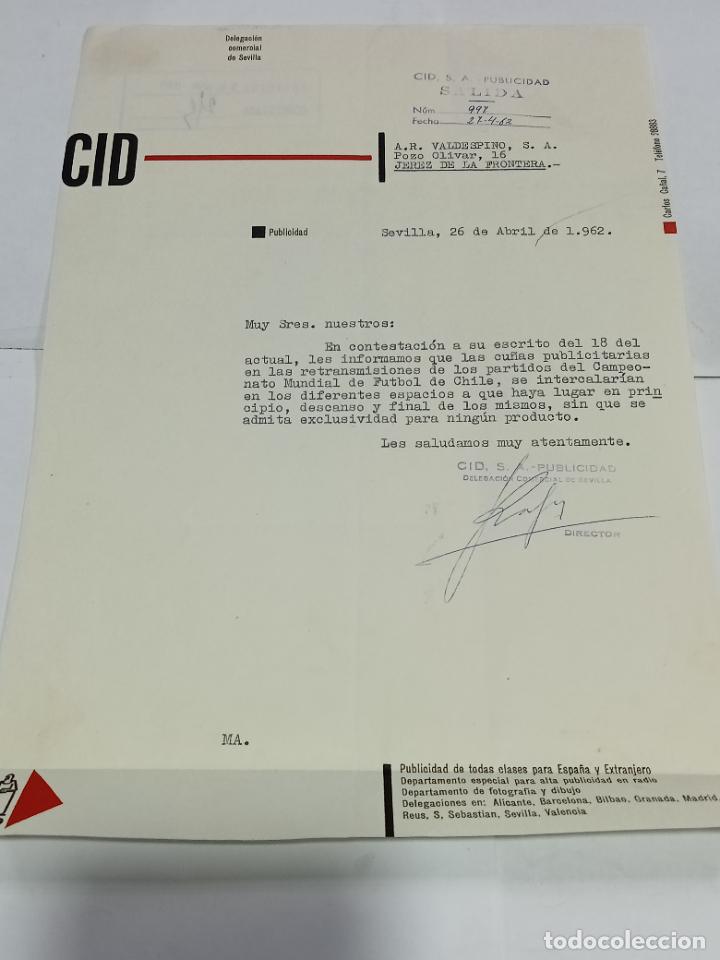 Delegación
comercial
de Sevilla
CID, S. A.-PUBLICIDAD
SALIDA
Núm 997
Fecha 27-4-62
CID
A.R. VALDESPINO, S. A.
Pozo Olivar, 16
JEREZ DE LA FRONTERA.-
Carlos Cañal, 7 Teléfono 28883
Publicidad
Sevilla, 26 de Abril de 1.962.
Muy Sres. nuestros:
En contestación a su escrito del 18 del
actual, les informamos que las cuñas publicitarias
en las retransmisiones de los partidos del Campeo-
nato Mundial de Futbol de Chile, se intercalarían
en los diferentes espacios a que haya lugar en prin
cipio, descanso y final de los mismos, sin que se
admita exclusividad para ningún producto.
Les saludamos muy atentamente.
CID, S. A.-PUBLICIDAD
DELEGACIÓN COMERCIAL DE SEVILLA
DIRECTOR
MA.
Publicidad de todas clases para España y Extranjero
Departamento especial para alta publicidad en radio
Departamento de fotografía y dibujo
Delegaciones en: Alicante, Barcelona, Bilbao, Granada, Madrid,
Reus, S. Sebastian, Sevilla, Valencia
todocoleccion